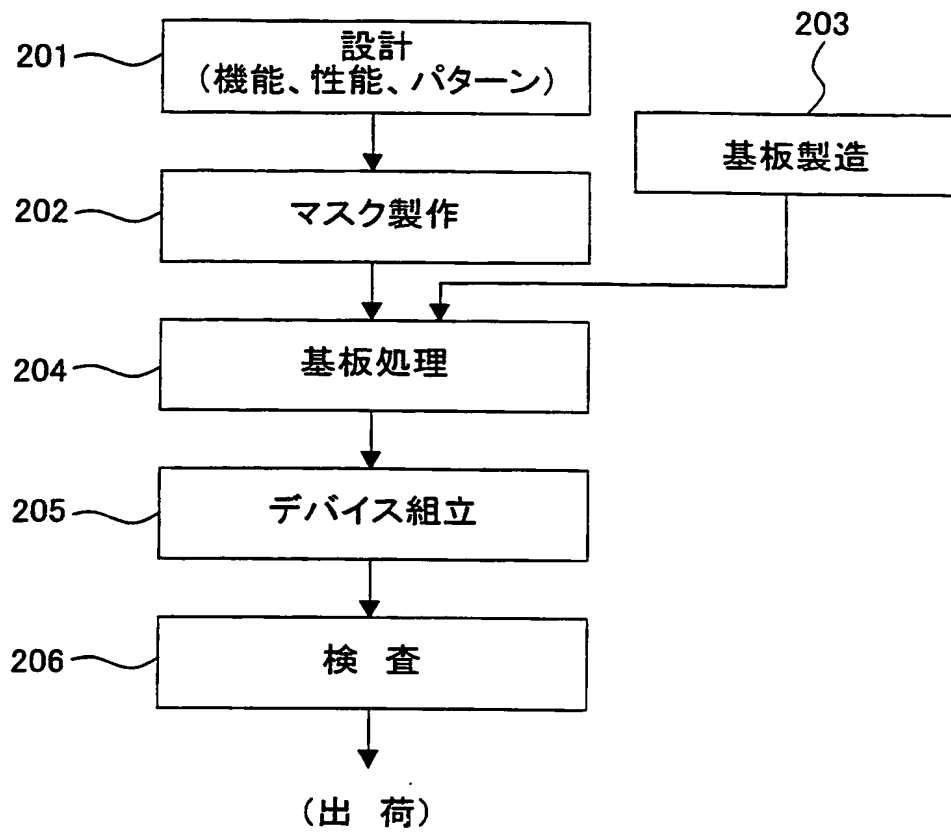 201
設計
(機能、性能、パターン)
203
基板製造
202
マスク製作
204
基板処理
205
デバイス組立
206
検 査
(出 荷)